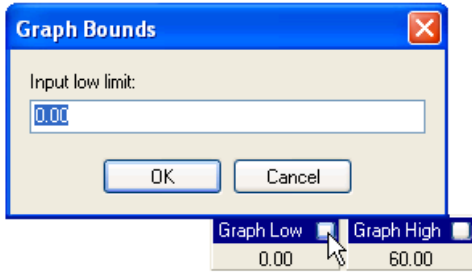 Graph Bounds
Input low limit:
0.00
OK Cancel
Graph Low Graph High
0.00 60.00